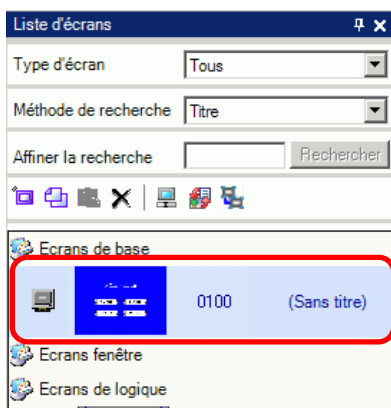 Liste d'écrans
Type d'écran Tous
Méthode de recherche Titre
Affiner la recherche Rechercher
Ecrans de base
0100 (Sans titre)
Ecrans fenêtre
Ecrans de logique